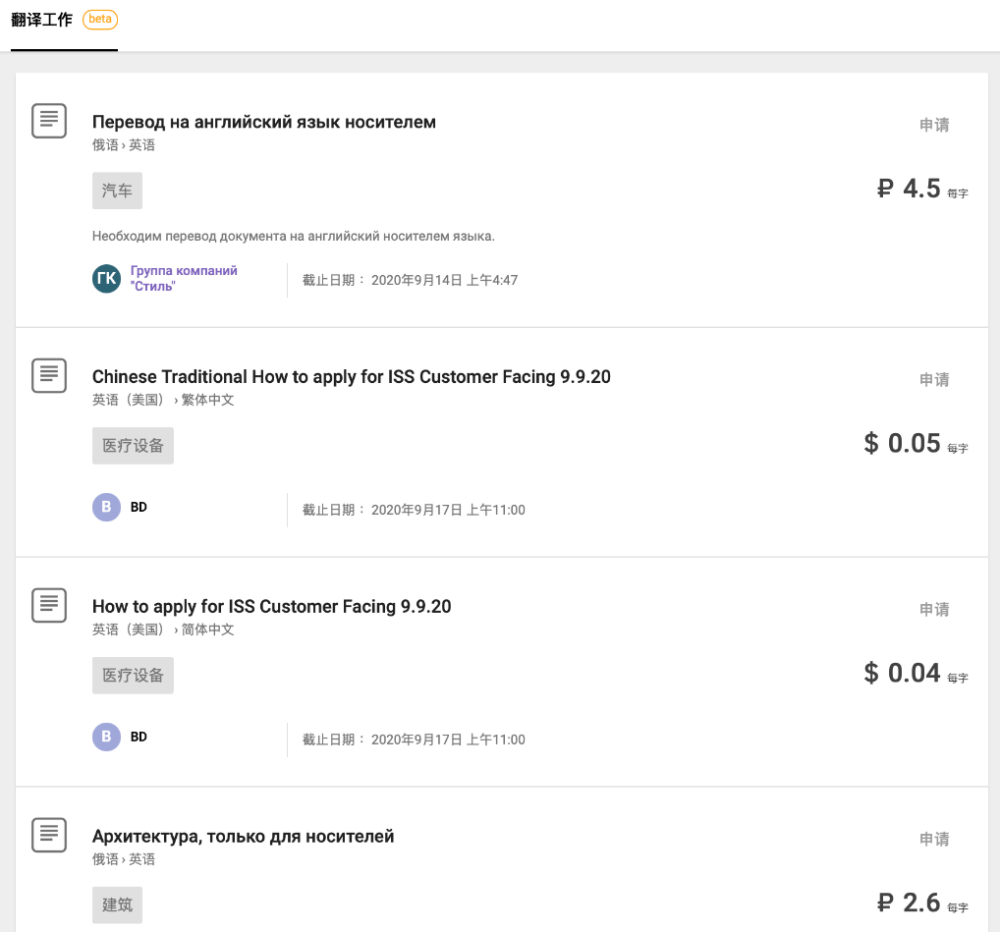 翻译工作 beta
Перевод на английский язык носителем
申请
俄语 › 英语
汽车
₽ 4.5 每字
Необходим перевод документа на английский носителем языка.
ГК
Группа компаний
"Стиль"
截止日期： 2020年9月14日 上午4:47
Chinese Traditional How to apply for ISS Customer Facing 9.9.20
申请
英语（美国） › 繁体中文
医疗设备
$ 0.05 每字
B BD
截止日期： 2020年9月17日 上午11:00
How to apply for ISS Customer Facing 9.9.20
申请
英语（美国） › 简体中文
医疗设备
$ 0.04 每字
B BD
截止日期： 2020年9月17日 上午11:00
Архитектура, только для носителей
申请
俄语 › 英语
建筑
₽ 2.6 每字